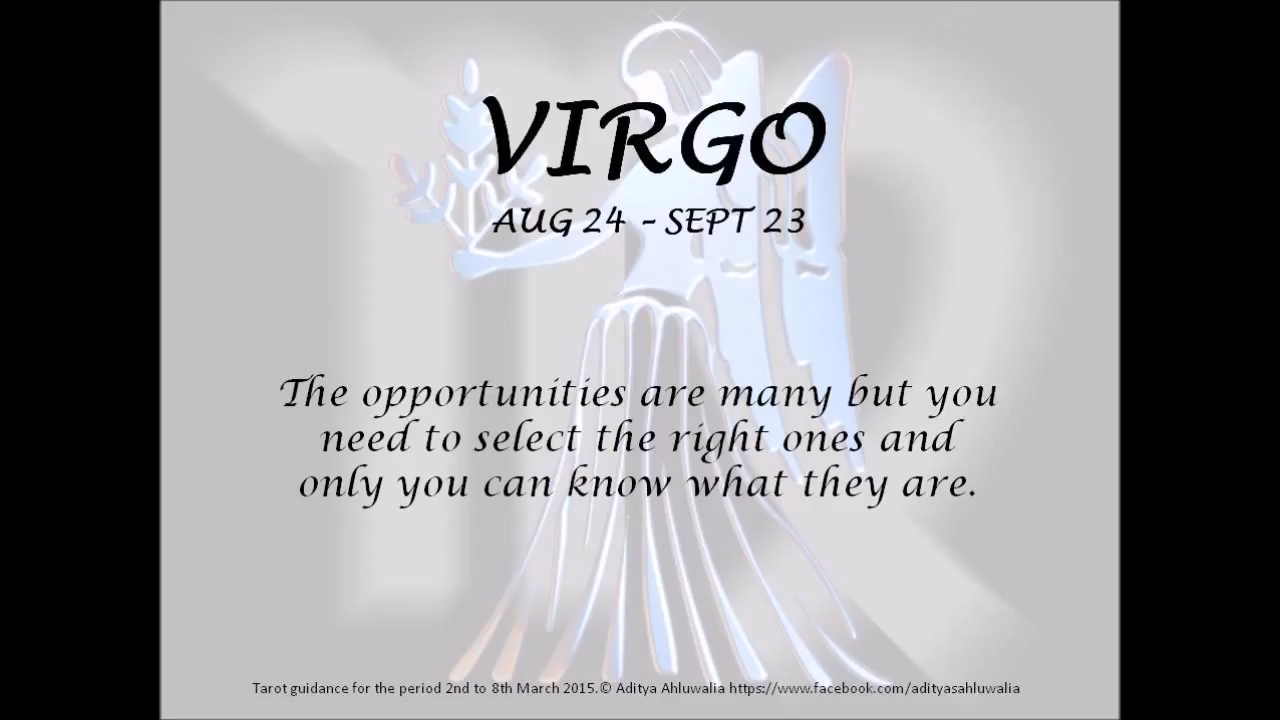 VIRGO
AUG 24 - SEPT 23
The opportunities are many but you
need to select the right ones and
only you can know what they are.
Tarot guidance for the period 2nd to 8th March 2015.© Aditya Ahluwalia https://www.facebook.com/adityasahluwalia